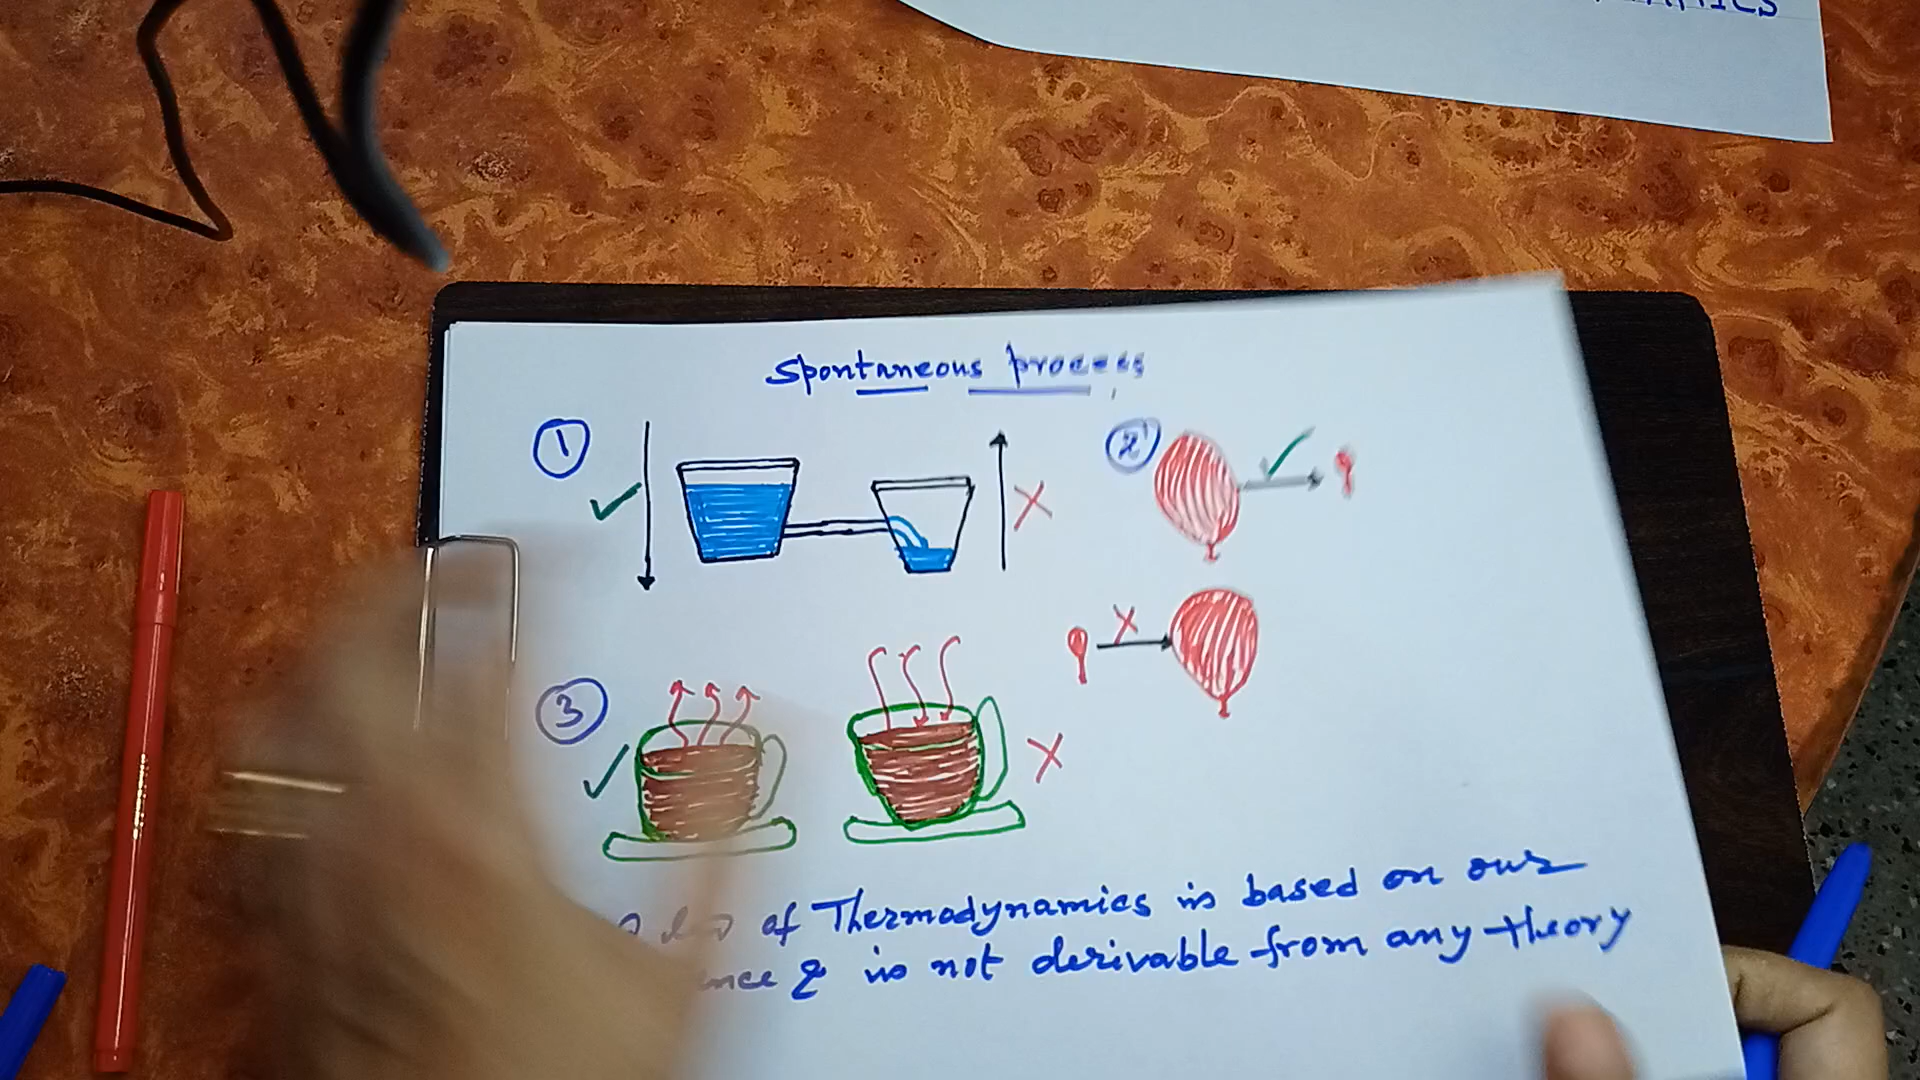 Spontaneous process
①
②
③
of Thermodynamics is based on our
& is not derivable from any theory